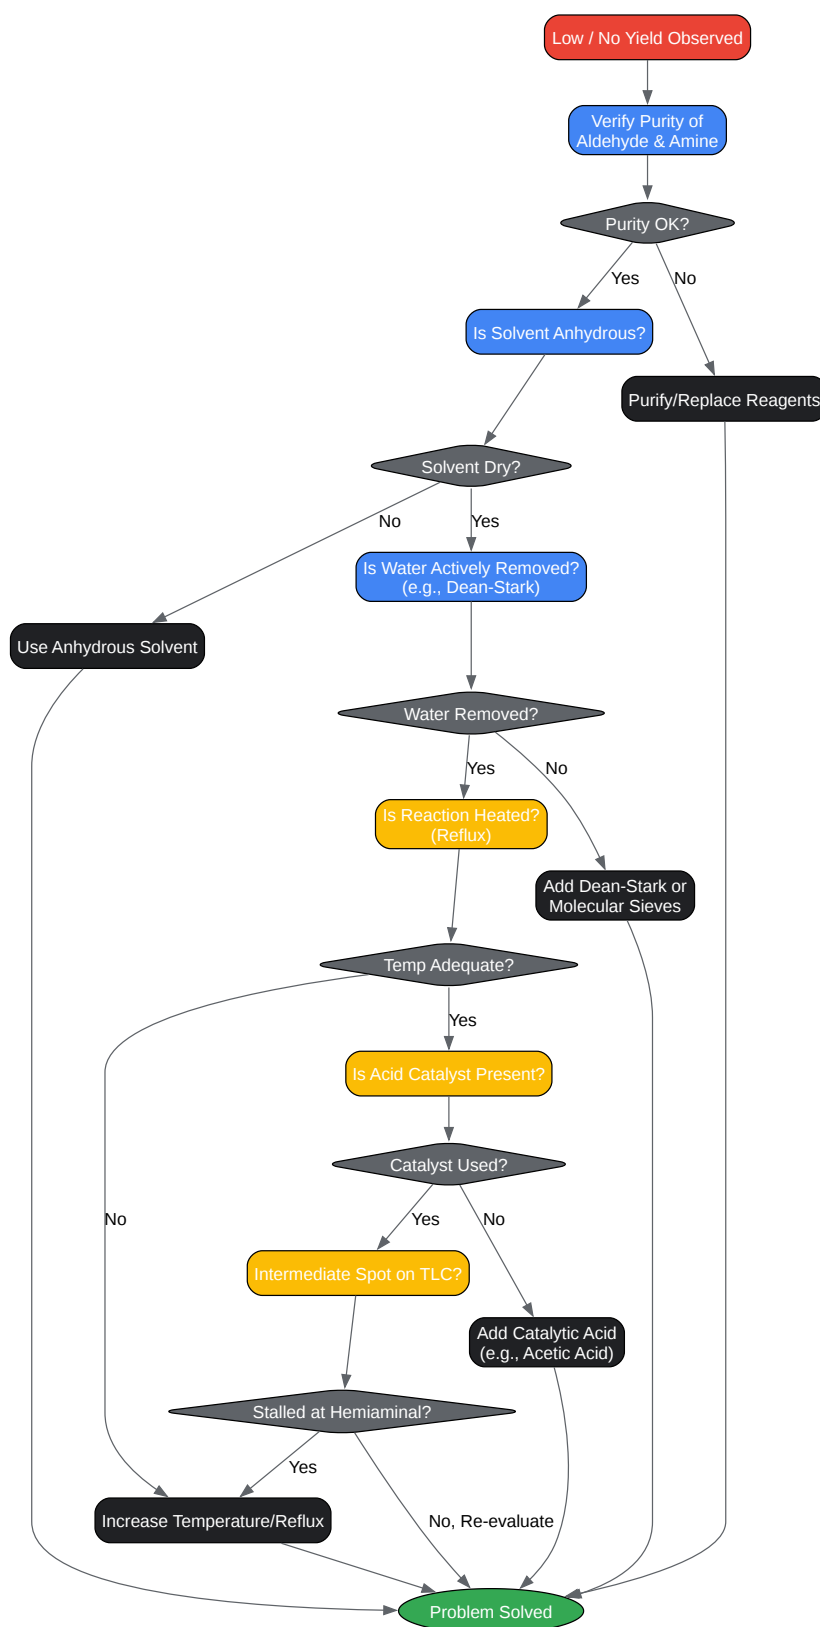 Low / No Yield Observed
Verify Purity of
Aldehyde & Amine
Purity OK?
Yes
No
Is Solvent Anhydrous?
Purify/Replace Reagents
Solvent Dry?
No
Yes
Is Water Actively Removed?
(e.g., Dean-Stark)
Use Anhydrous Solvent
Water Removed?
Yes
No
Is Reaction Heated?
(Reflux)
Add Dean-Stark or
Molecular Sieves
Temp Adequate?
Yes
Is Acid Catalyst Present?
Catalyst Used?
No
Yes
No
Intermediate Spot on TLC?
Add Catalytic Acid
(e.g., Acetic Acid)
Stalled at Hemiaminal?
Yes
Increase Temperature/Reflux
No, Re-evaluate
Problem Solved